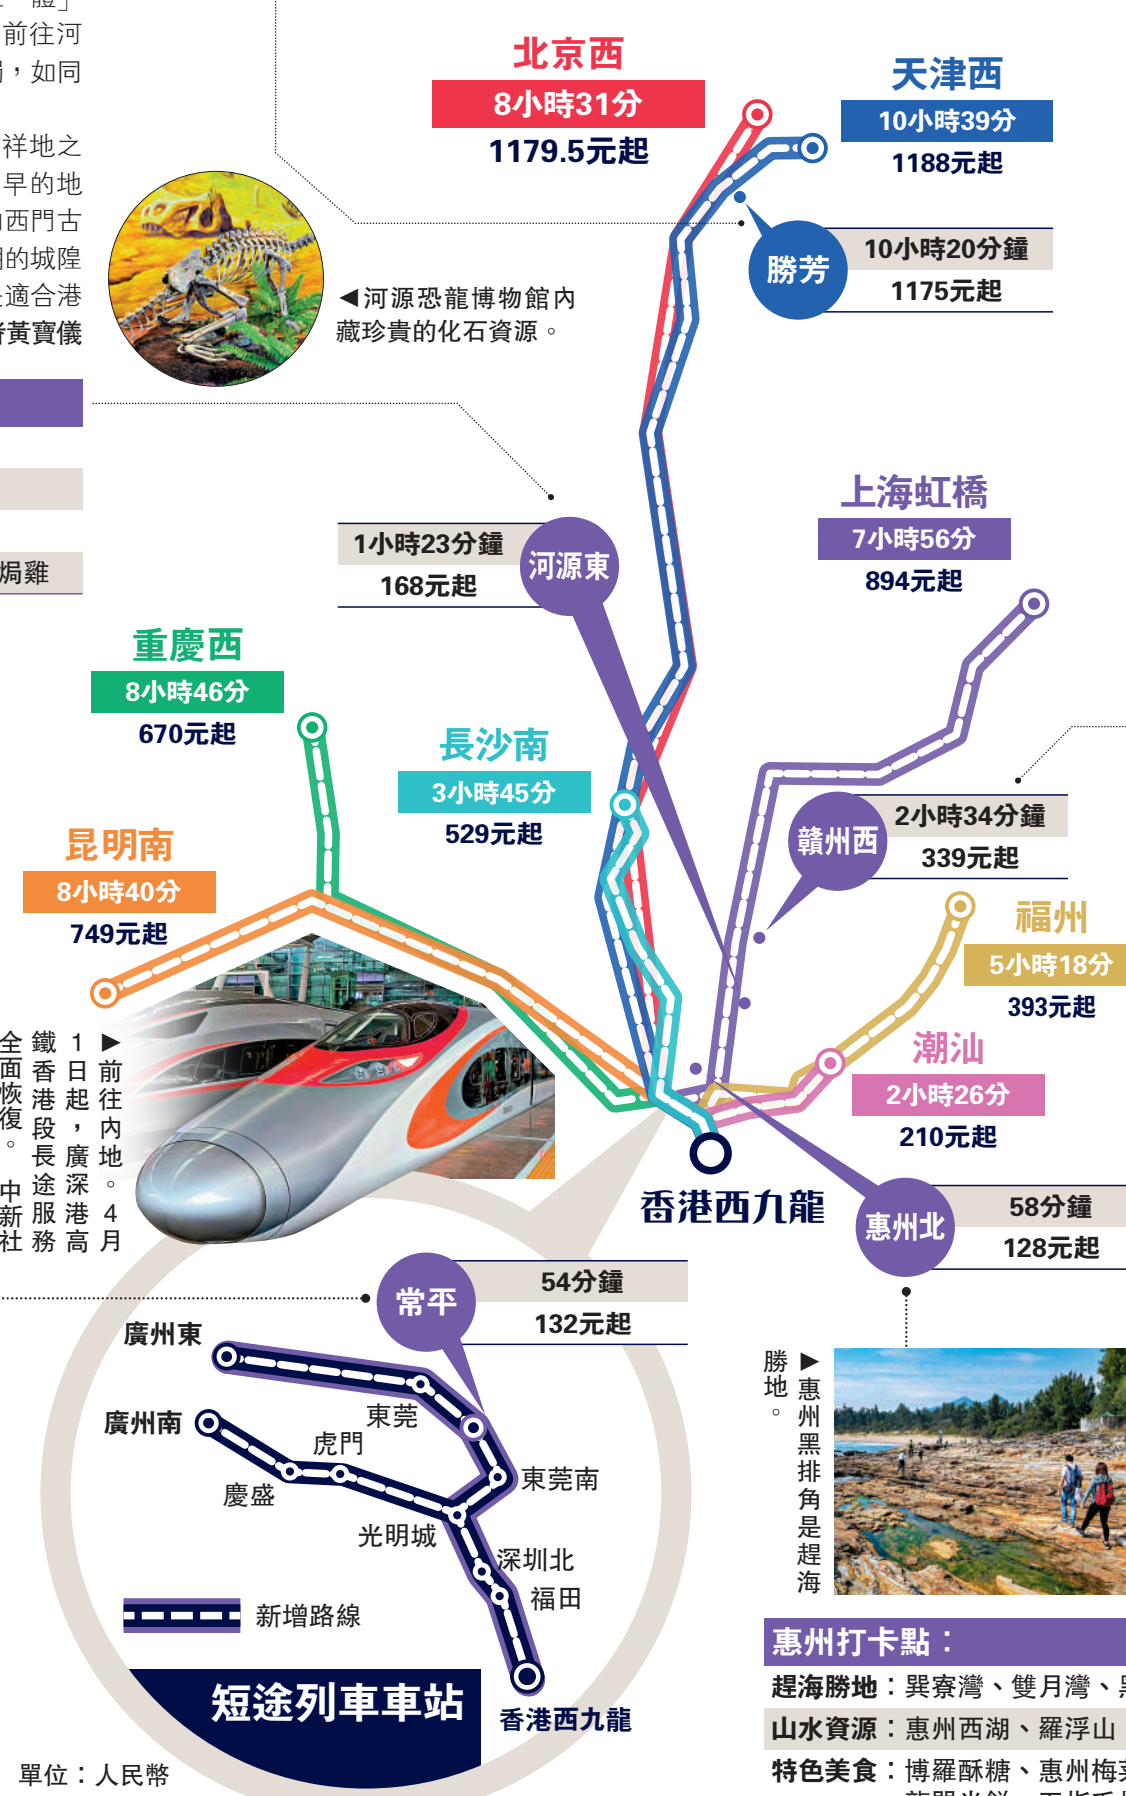 前往河
，如同
祥地之
早的地
西門古
的城隍
適合港
黃寶儀
焗雞
北京西
8小時31分
1179.5元起
天津西
10小時39分
1188元起
勝芳
10小時20分鐘
1175元起
◀河源恐龍博物館內
藏珍貴的化石資源。
河源東
1小時23分鐘
168元起
上海虹橋
7小時56分
894元起
重慶西
8小時46分
670元起
長沙南
3小時45分
529元起
昆明南
8小時40分
749元起
贛州西
2小時34分鐘
339元起
福州
5小時18分
393元起
潮汕
2小時26分
210元起
香港西九龍
惠州北
58分鐘
128元起
▶前往內地。4月
1日起，廣深港高
鐵香港段長途服務
全面恢復。 中新社
常平
54分鐘
132元起
廣州東
東莞
廣州南
虎門
慶盛
東莞南
光明城
深圳北
福田
新增路線
短途列車車站
香港西九龍
單位：人民幣
▶惠州黑排角是趕海
勝地。
惠州打卡點：
趕海勝地：巽寮灣、雙月灣、
山水資源：惠州西湖、羅浮山
特色美食：博羅酥糖、惠州梅菜